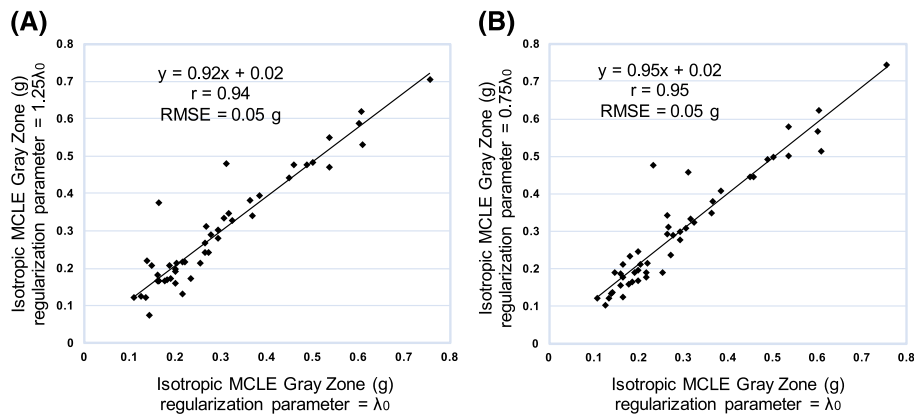 (A)
Isotropic MCLE Gray Zone (g)
regularization parameter = 1.25λ0
0.8
0.7
0.6
0.5
0.4
0.3
0.2
0.1
0
y = 0.92x + 0.02
r = 0.94
RMSE = 0.05 g
0 0.1 0.2 0.3 0.4 0.5 0.6 0.7 0.8
Isotropic MCLE Gray Zone (g)
regularization parameter = λ0
(B)
Isotropic MCLE Gray Zone (g)
regularization parameter = 0.75λ0
0.8
0.7
0.6
0.5
0.4
0.3
0.2
0.1
0
y = 0.95x + 0.02
r = 0.95
RMSE = 0.05 g
0 0.1 0.2 0.3 0.4 0.5 0.6 0.7 0.8
Isotropic MCLE Gray Zone (g)
regularization parameter = λ0